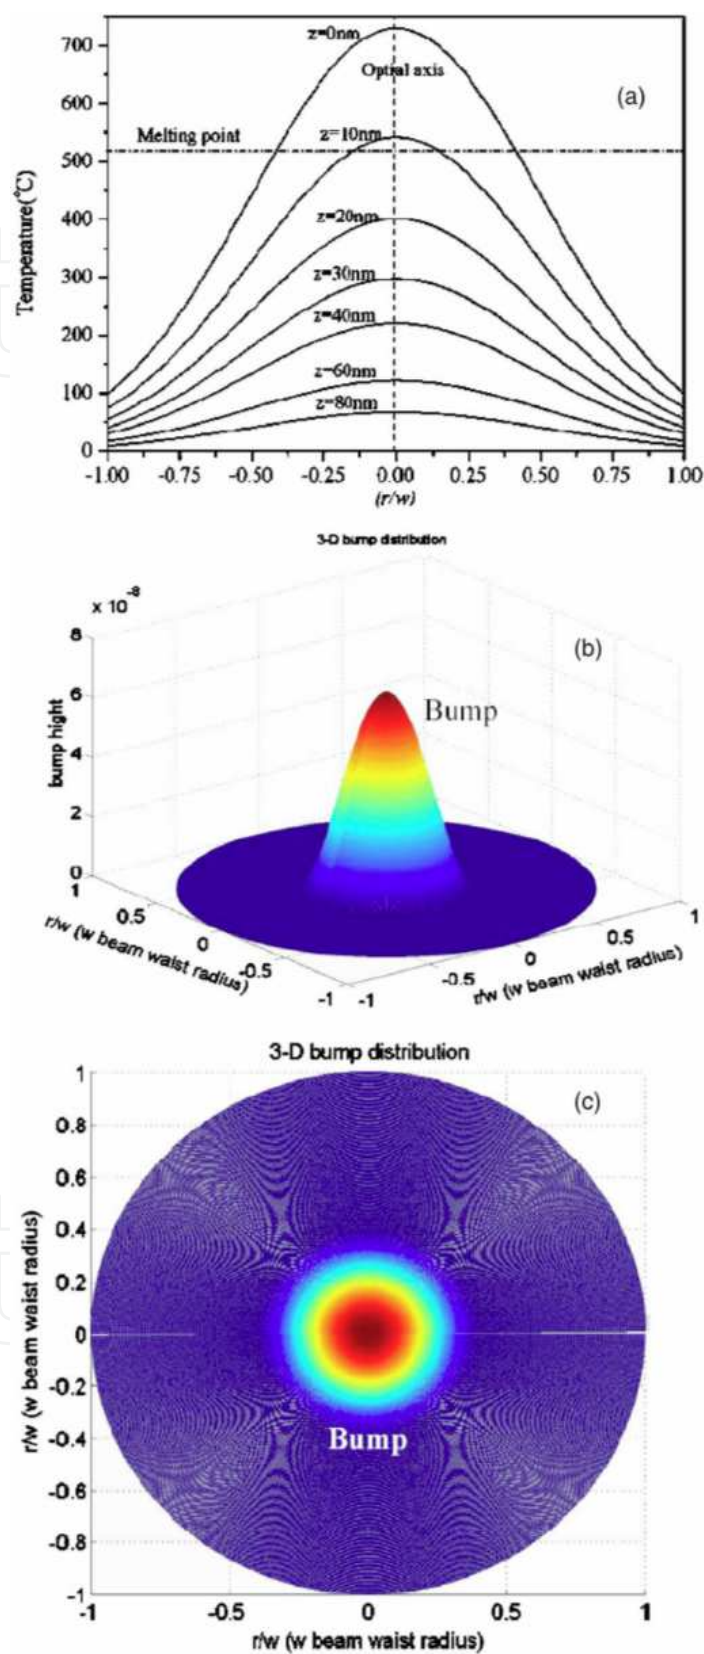 700
600
500
400
300
200
100
0
Temperature(°C)
z=0nm
Optral axis
(a)
Melting point
z=10nm
z=20nm
z=30nm
z=40nm
z=60nm
z=80nm
-1.00 -0.75 -0.50 -0.25 0.00 0.25 0.50 0.75 1.00
(r/w)
3-D bump distribution
x 10⁻⁸
(b)
8
6
4
2
0
bump hight
Bump
1
0.5
0
-0.5
-1
r/w (w beam waist radius)
-1
-0.5
0
0.5
1
r/w (w beam waist radius)
3-D bump distribution
(c)
1
0.8
0.6
0.4
0.2
0
-0.2
-0.4
-0.6
-0.8
-1
r/w (w beam waist radius)
Bump
-1 -0.5 0 0.5 1
r/w (w beam waist radius)